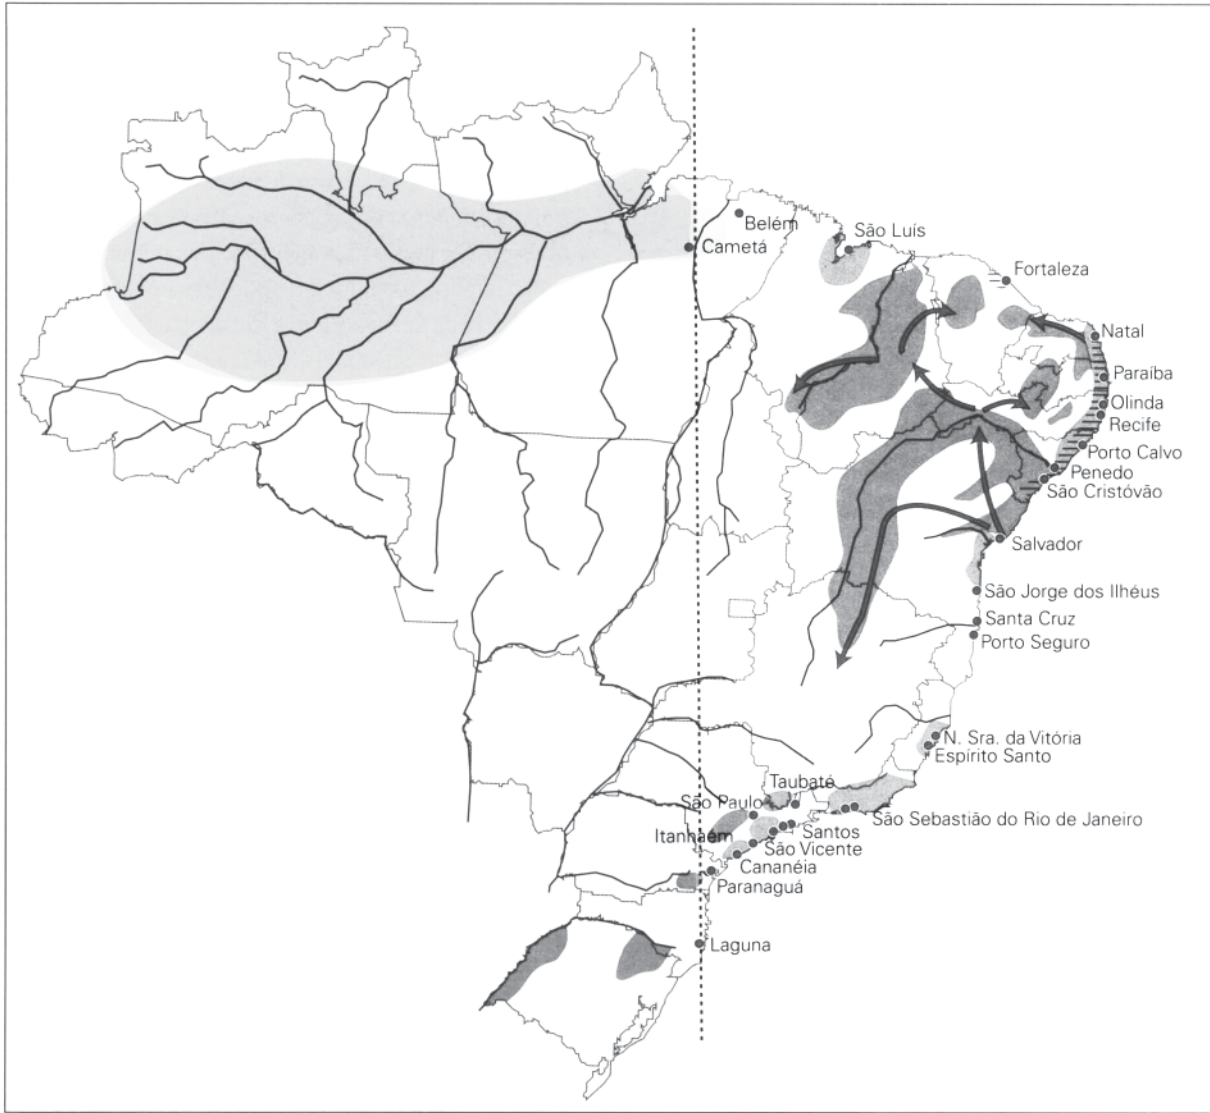 Belém
São Luís
Cametá
Fortaleza
Natal
Paraíba
Olinda
Recife
Porto Calvo
Penedo
São Cristóvão
Salvador
São Jorge dos Ilhéus
Santa Cruz
Porto Seguro
N. Sra. da Vitória
Espírito Santo
Taubaté
São Paulo
São Sebastião do Rio de Janeiro
Santos
Itanhaém
São Vicente
Cananéia
Paranaguá
Laguna